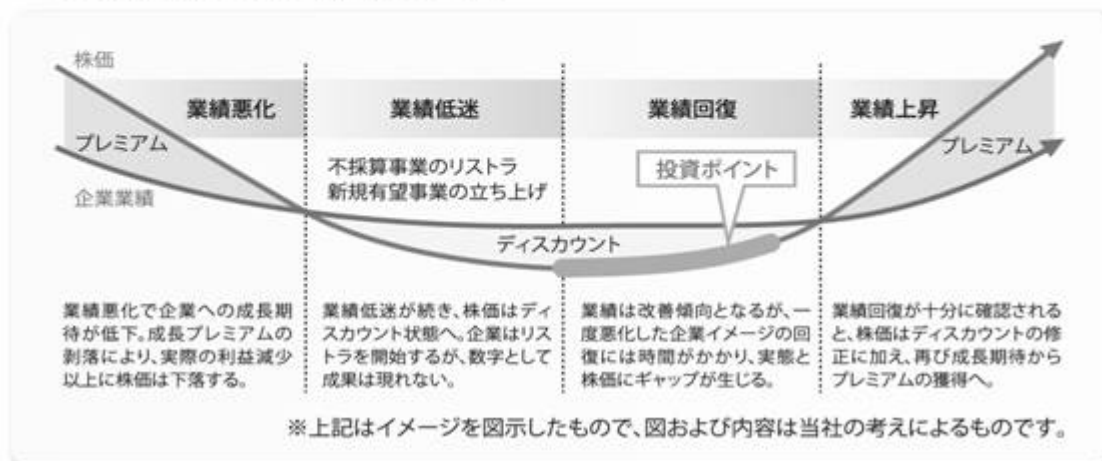 株価
業績悪化
業績低迷
業績回復
業績上昇
プレミアム
プレミアム
企業業績
不採算事業のリストラ
新規有望事業の立ち上げ
投資ポイント
ディスカウント
業績悪化で企業への成長期
待が低下。成長プレミアムの
剥落により、実際の利益減少
以上に株価は下落する。
業績低迷が続き、株価はディ
スカウント状態へ。企業はリス
トラを開始するが、数字として
成果は現れない。
業績は改善傾向となるが、一
度悪化した企業イメージの回
復には時間がかかり、実態と
株価にギャップが生じる。
業績回復が十分に確認される
と、株価はディスカウントの修
正に加え、再び成長期待から
プレミアムの獲得へ。
※上記はイメージを図示したもので、図および内容は当社の考えによるものです。